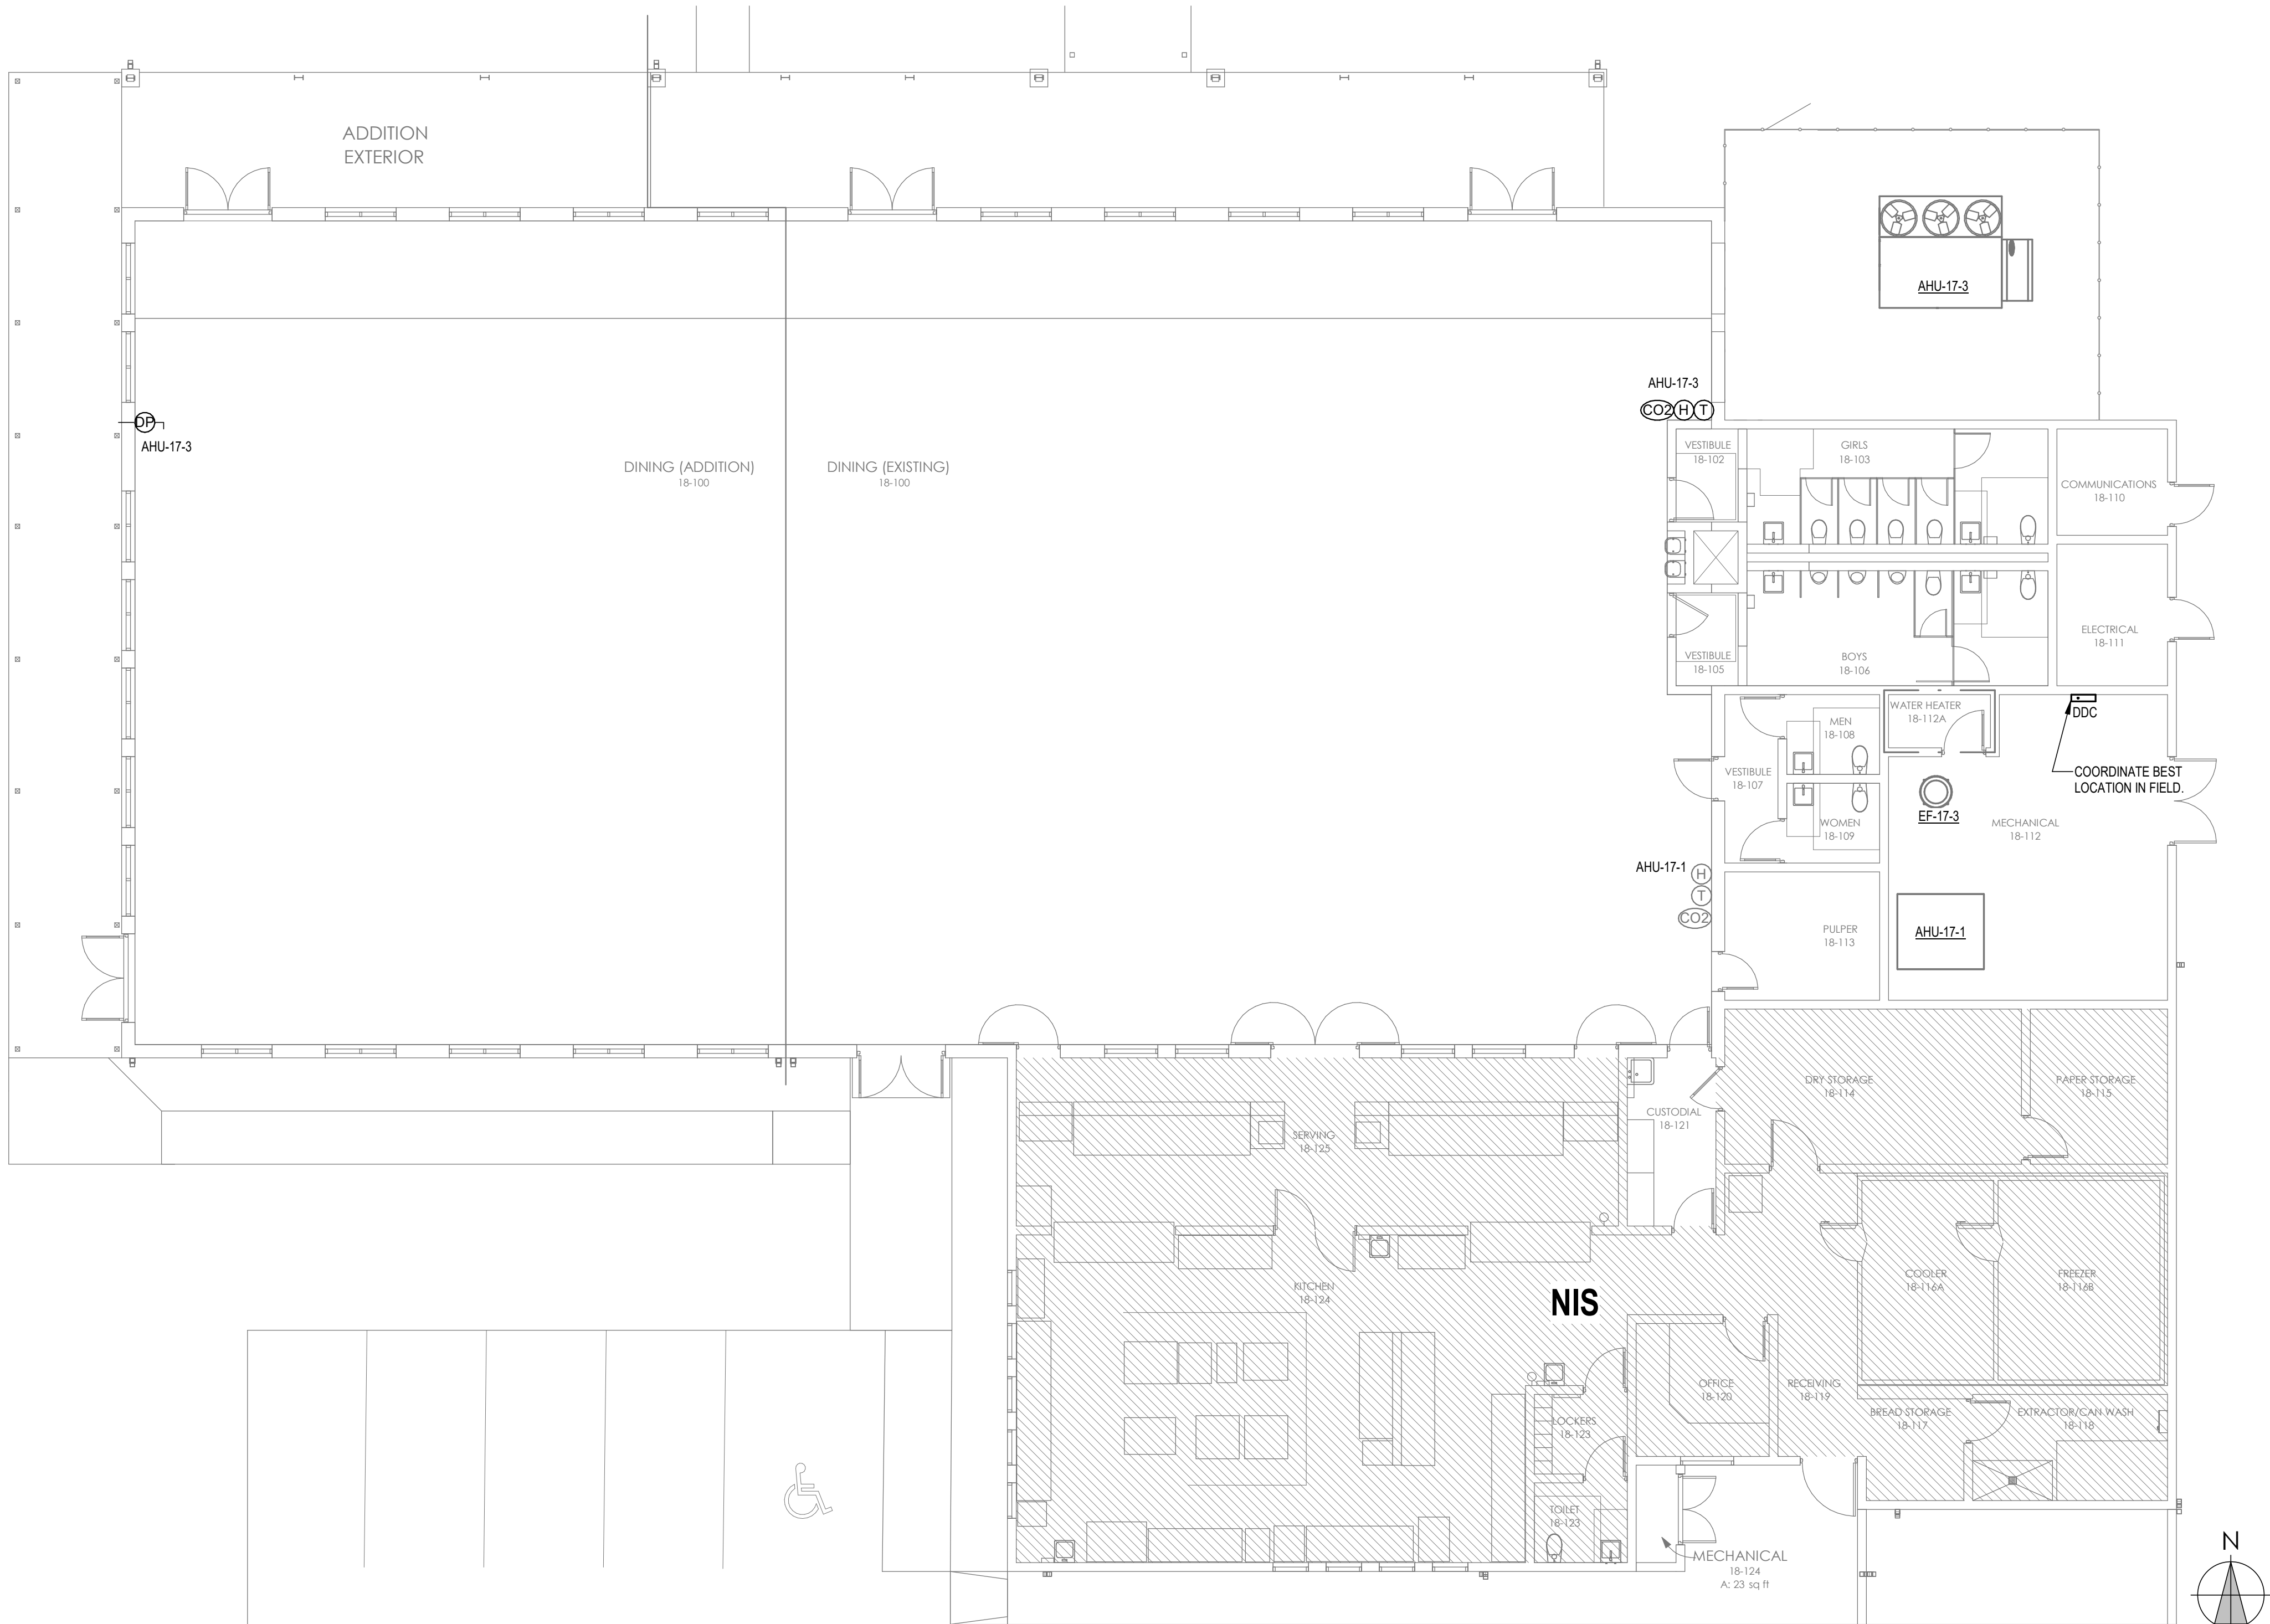 ADDITION
EXTERIOR
AHU-17-3
AHU-17-3
CO2 H T
DP
AHU-17-3
DINING (ADDITION)
18-100
DINING (EXISTING)
18-100
VESTIBULE
18-102
GIRLS
18-103
COMMUNICATIONS
18-110
ELECTRICAL
18-111
VESTIBULE
18-105
BOYS
18-106
WATER HEATER
18-112A
DDC
MEN
18-108
VESTIBULE
18-107
COORDINATE BEST
LOCATION IN FIELD.
EF-17-3
WOMEN
18-109
MECHANICAL
18-112
AHU-17-1
H
T
CO2
PULPER
18-113
AHU-17-1
DRY STORAGE
18-114
PAPER STORAGE
18-115
CUSTODIAL
18-121
SERVING
18-125
KITCHEN
18-124
NIS
COOLER
18-116A
FREEZER
18-116B
OFFICE
18-120
RECEIVING
18-119
BREAD STORAGE
18-117
EXTRACTOR/CAN WASH
18-118
LOCKERS
18-123
TOILET
18-123
MECHANICAL
18-124
A: 23 sq ft
N